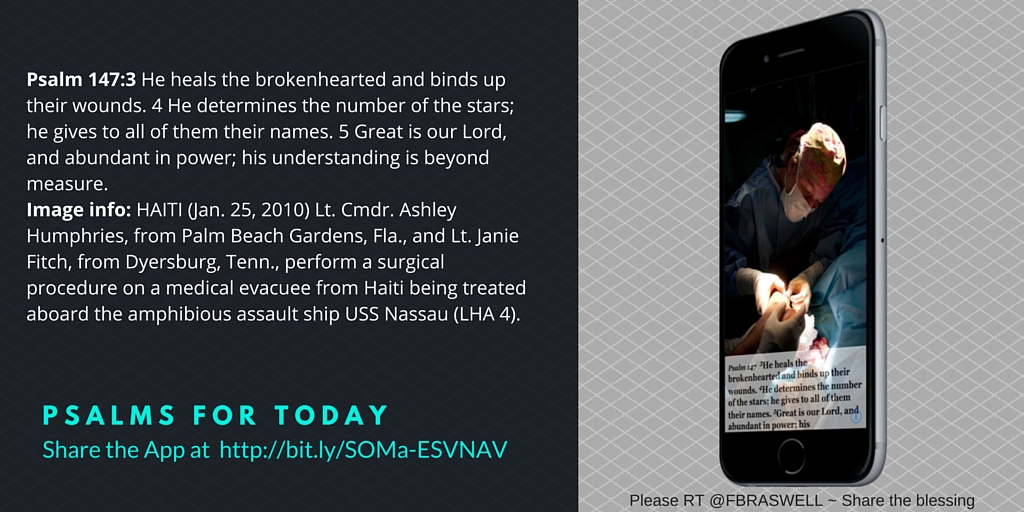 Psalm 147:3 He heals the brokenhearted and binds up
their wounds. 4 He determines the number of the stars;
he gives to all of them their names. 5 Great is our Lord,
and abundant in power; his understanding is beyond
measure.
Image info: HAITI (Jan. 25, 2010) Lt. Cmdr. Ashley
Humphries, from Palm Beach Gardens, Fla., and Lt. Janie
Fitch, from Dyersburg, Tenn., perform a surgical
procedure on a medical evacuee from Haiti being treated
aboard the amphibious assault ship USS Nassau (LHA 4).
PSALMS FOR TODAY
Share the App at http://bit.ly/SOMa-ESVNAV
Psalm 147 ³He heals the
brokenhearted and binds up their
wounds. ⁴He determines the number
of the stars; he gives to all of them
their names. ⁵Great is our Lord, and
abundant in power; his
Please RT @FBRASWELL ~ Share the blessing